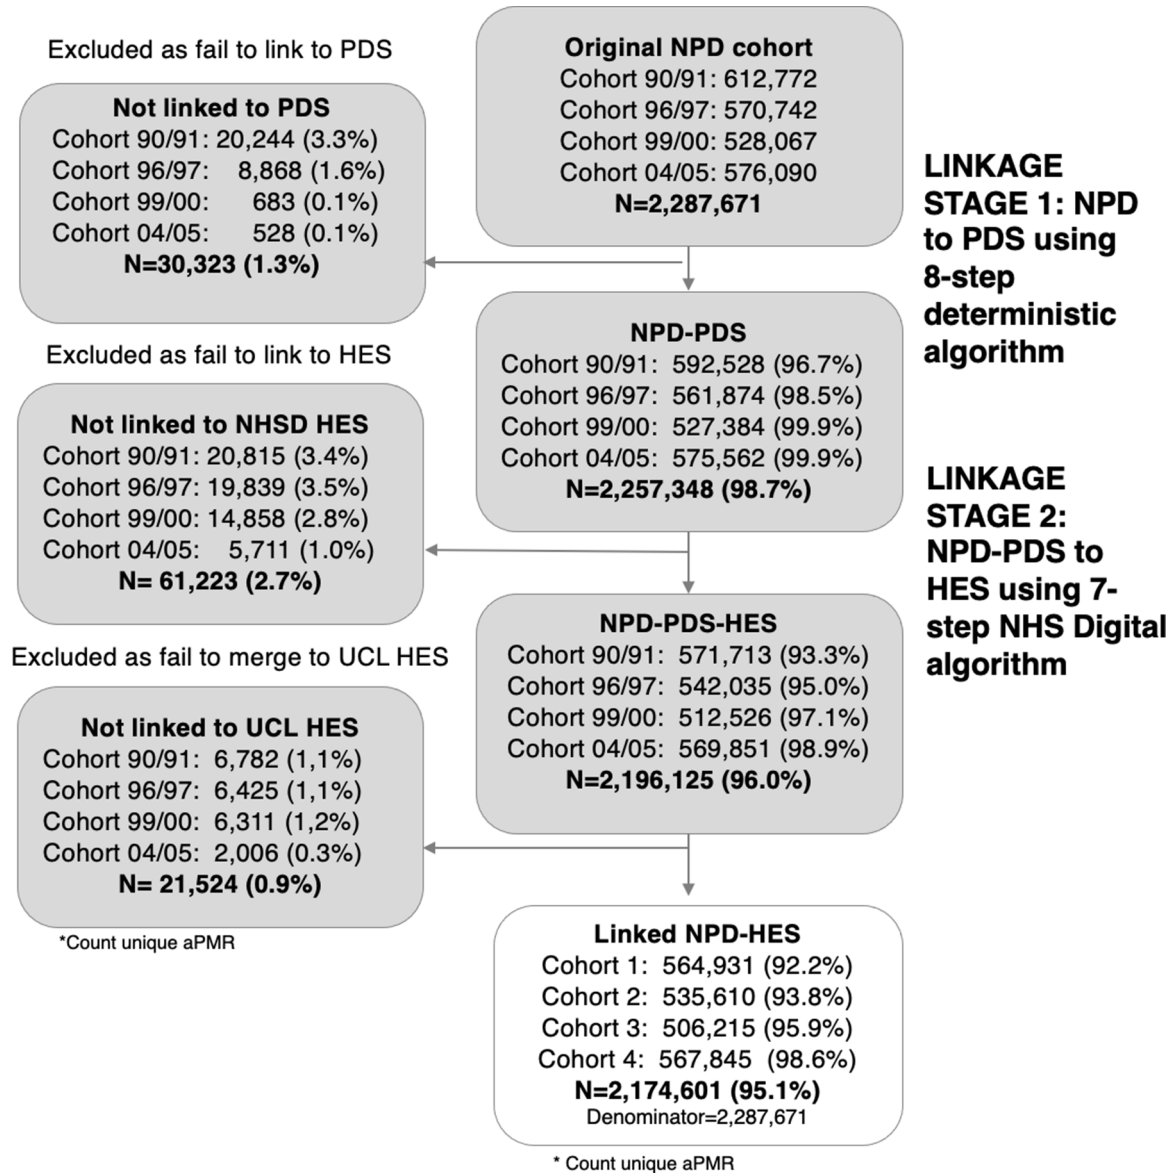 Excluded as fail to link to PDS
Not linked to PDS
Cohort 90/91: 20,244 (3.3%)
Cohort 96/97: 8,868 (1.6%)
Cohort 99/00: 683 (0.1%)
Cohort 04/05: 528 (0.1%)
N=30,323 (1.3%)
Original NPD cohort
Cohort 90/91: 612,772
Cohort 96/97: 570,742
Cohort 99/00: 528,067
Cohort 04/05: 576,090
N=2,287,671
LINKAGE
STAGE 1: NPD
to PDS using
8-step
deterministic
algorithm
NPD-PDS
Cohort 90/91: 592,528 (96.7%)
Cohort 96/97: 561,874 (98.5%)
Cohort 99/00: 527,384 (99.9%)
Cohort 04/05: 575,562 (99.9%)
N=2,257,348 (98.7%)
Excluded as fail to link to HES
Not linked to NHSD HES
Cohort 90/91: 20,815 (3.4%)
Cohort 96/97: 19,839 (3.5%)
Cohort 99/00: 14,858 (2.8%)
Cohort 04/05: 5,711 (1.0%)
N= 61,223 (2.7%)
LINKAGE
STAGE 2:
NPD-PDS to
HES using 7-
step NHS Digital
algorithm
NPD-PDS-HES
Cohort 90/91: 571,713 (93.3%)
Cohort 96/97: 542,035 (95.0%)
Cohort 99/00: 512,526 (97.1%)
Cohort 04/05: 569,851 (98.9%)
N=2,196,125 (96.0%)
Excluded as fail to merge to UCL HES
Not linked to UCL HES
Cohort 90/91: 6,782 (1,1%)
Cohort 96/97: 6,425 (1,1%)
Cohort 99/00: 6,311 (1,2%)
Cohort 04/05: 2,006 (0.3%)
N= 21,524 (0.9%)
*Count unique aPMR
Linked NPD-HES
Cohort 1: 564,931 (92.2%)
Cohort 2: 535,610 (93.8%)
Cohort 3: 506,215 (95.9%)
Cohort 4: 567,845 (98.6%)
N=2,174,601 (95.1%)
Denominator=2,287,671
* Count unique aPMR